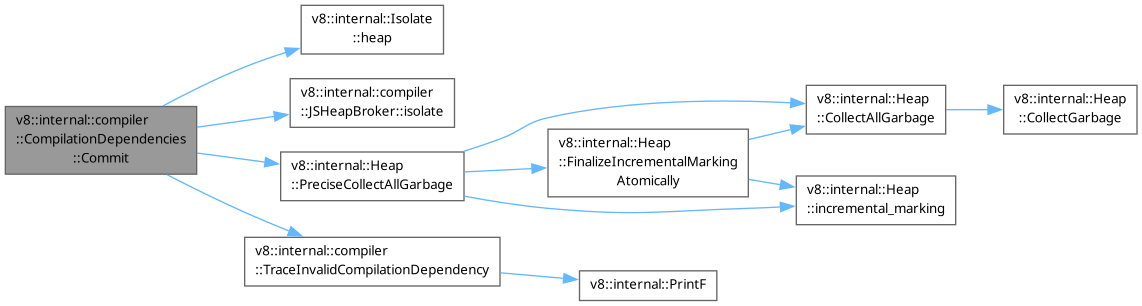 v8::internal::compiler
::CompilationDependencies
::Commit
v8::internal::Isolate
::heap
v8::internal::compiler
::JSHeapBroker::isolate
v8::internal::Heap
::PreciseCollectAllGarbage
v8::internal::Heap
::FinalizeIncrementalMarking
Atomically
v8::internal::Heap
::CollectAllGarbage
v8::internal::Heap
::CollectGarbage
v8::internal::Heap
::incremental_marking
v8::internal::compiler
::TraceInvalidCompilationDependency
v8::internal::PrintF